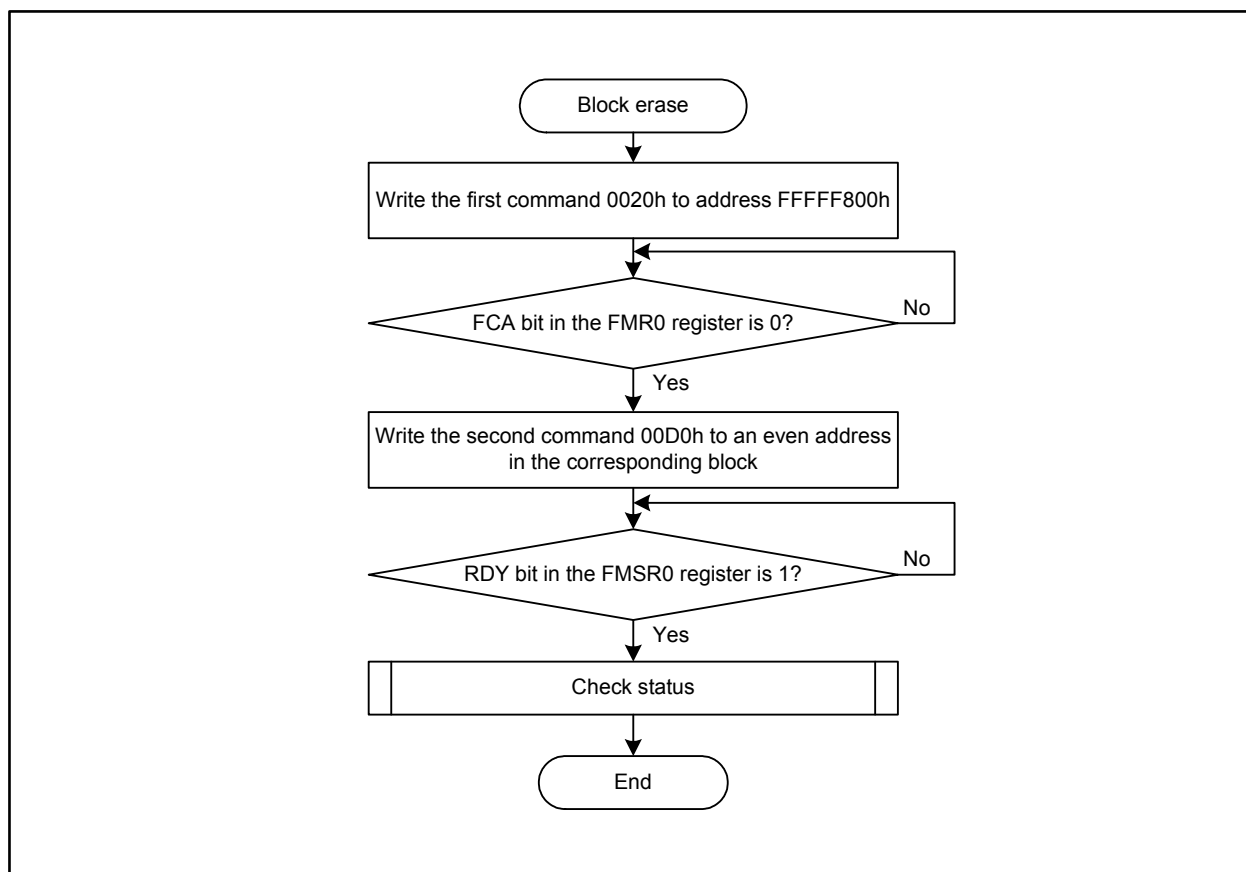 Block erase
Write the first command 0020h to address FFFFF800h
FCA bit in the FMR0 register is 0?
No
Yes
Write the second command 00D0h to an even address
in the corresponding block
RDY bit in the FMSR0 register is 1?
No
Yes
Check status
End